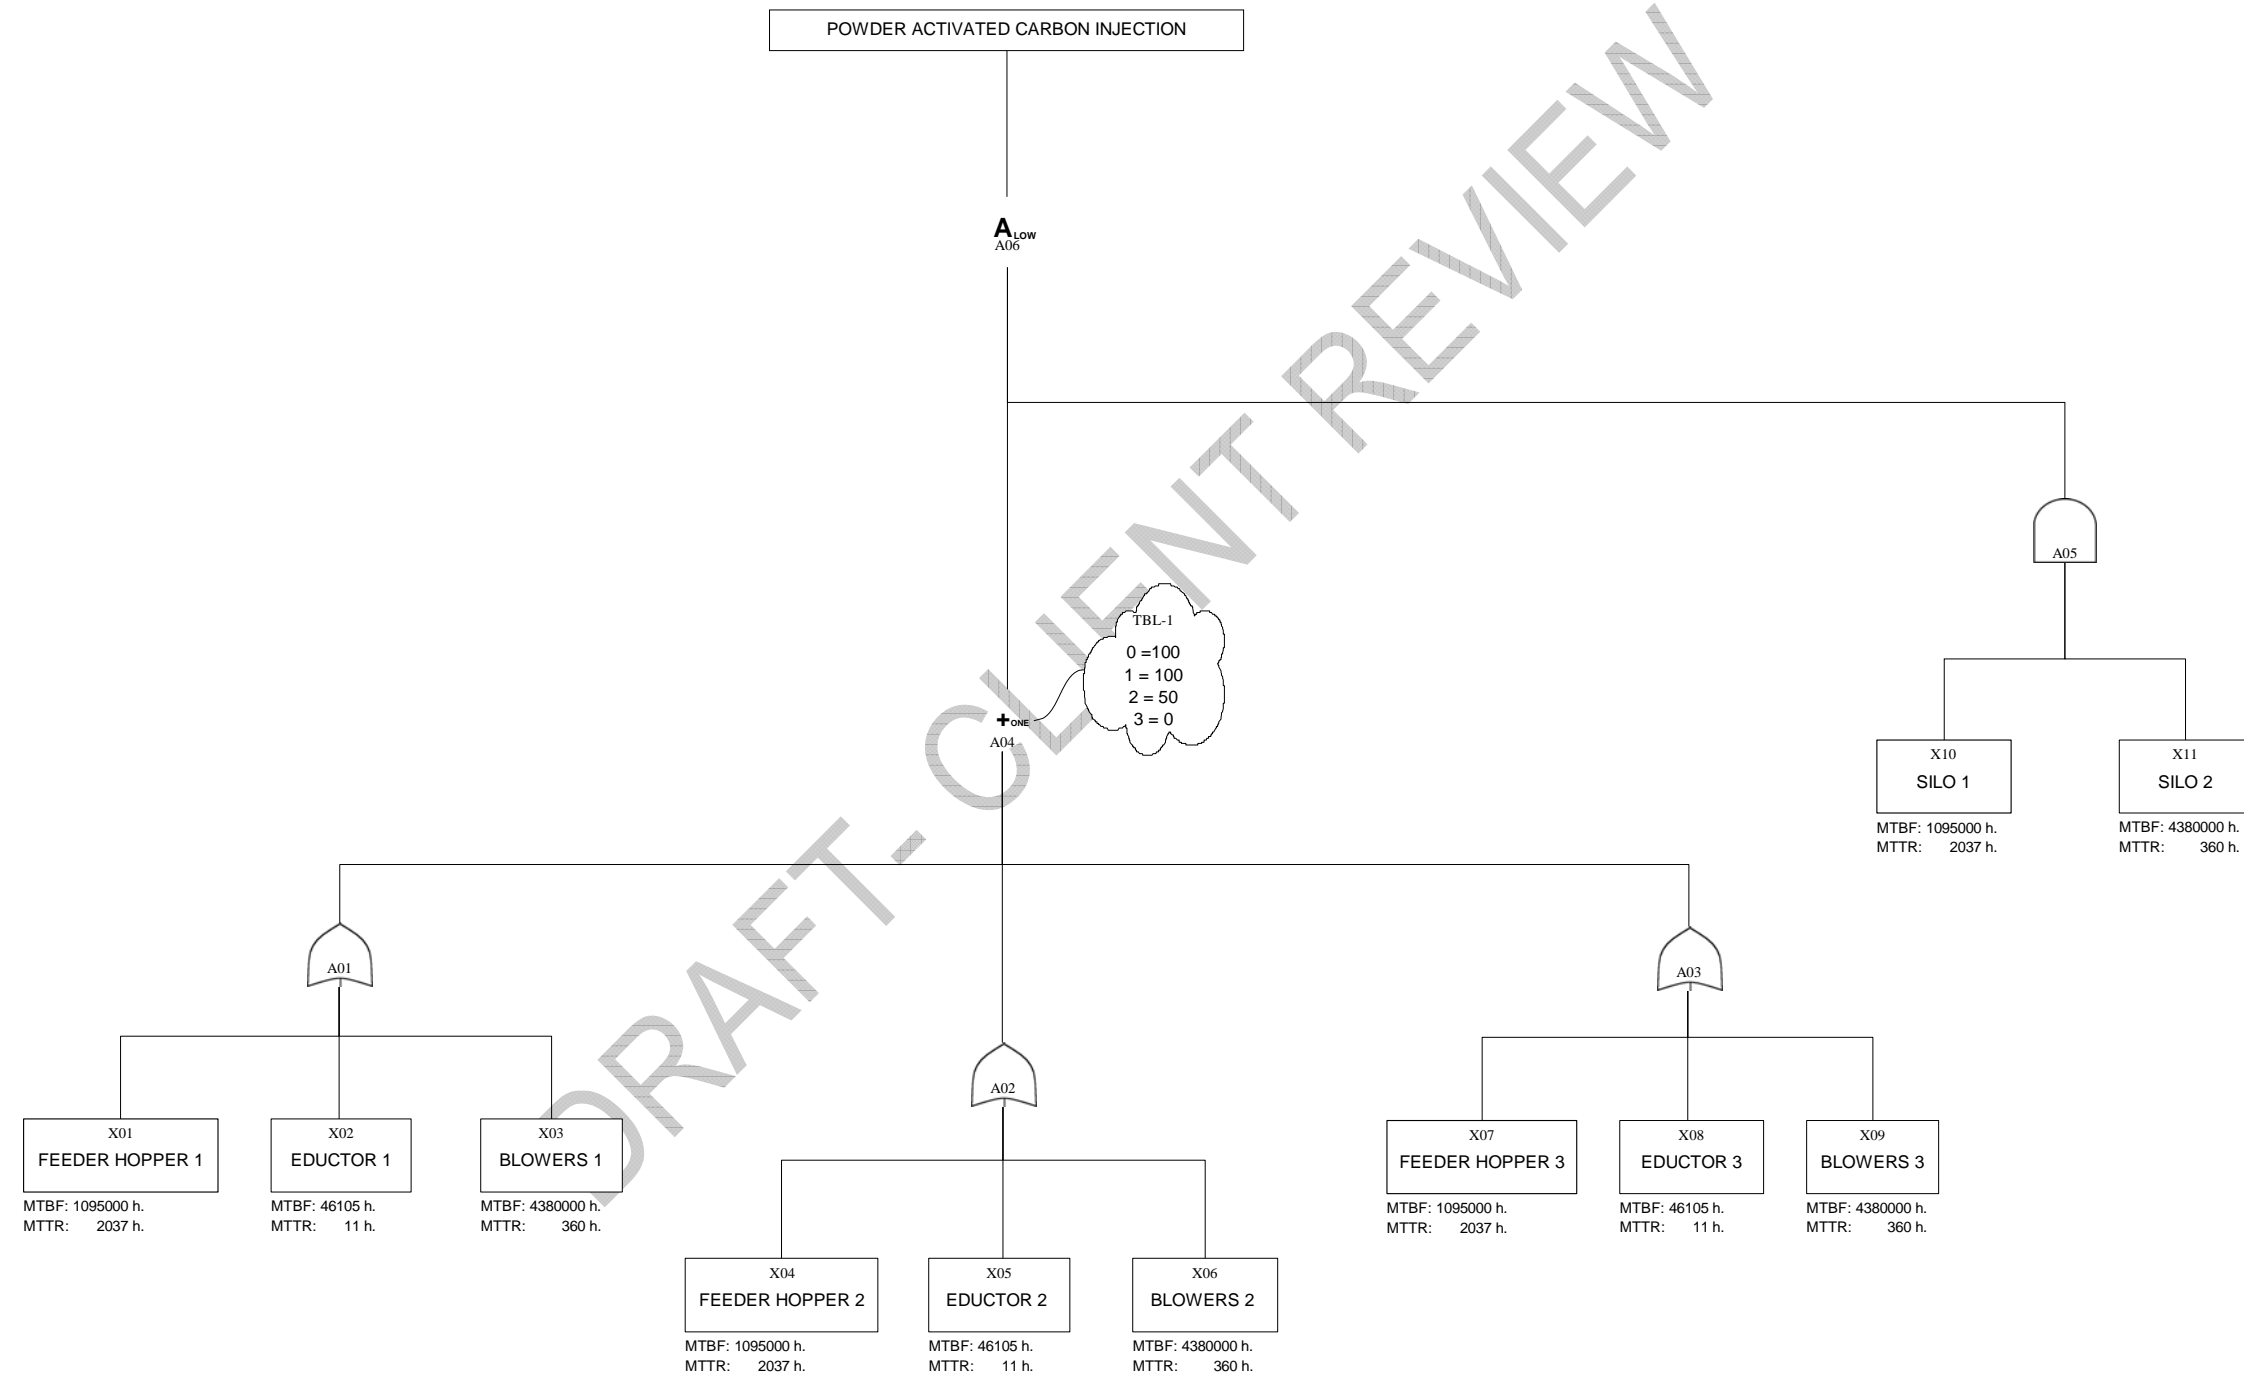 POWDER ACTIVATED CARBON INJECTION
A LOW
A06
A05
TBL-1
0 =100
1 = 100
2 = 50
3 = 0
+ ONE
A04
X10
SILO 1
MTBF: 1095000 h.
MTTR: 2037 h.
X11
SILO 2
MTBF: 4380000 h.
MTTR: 360 h.
A01
A03
A02
X01
FEEDER HOPPER 1
MTBF: 1095000 h.
MTTR: 2037 h.
X02
EDUCTOR 1
MTBF: 46105 h.
MTTR: 11 h.
X03
BLOWERS 1
MTBF: 4380000 h.
MTTR: 360 h.
X04
FEEDER HOPPER 2
MTBF: 1095000 h.
MTTR: 2037 h.
X05
EDUCTOR 2
MTBF: 46105 h.
MTTR: 11 h.
X06
BLOWERS 2
MTBF: 4380000 h.
MTTR: 360 h.
X07
FEEDER HOPPER 3
MTBF: 1095000 h.
MTTR: 2037 h.
X08
EDUCTOR 3
MTBF: 46105 h.
MTTR: 11 h.
X09
BLOWERS 3
MTBF: 4380000 h.
MTTR: 360 h.
DRAFT- CLIENT REVIEW